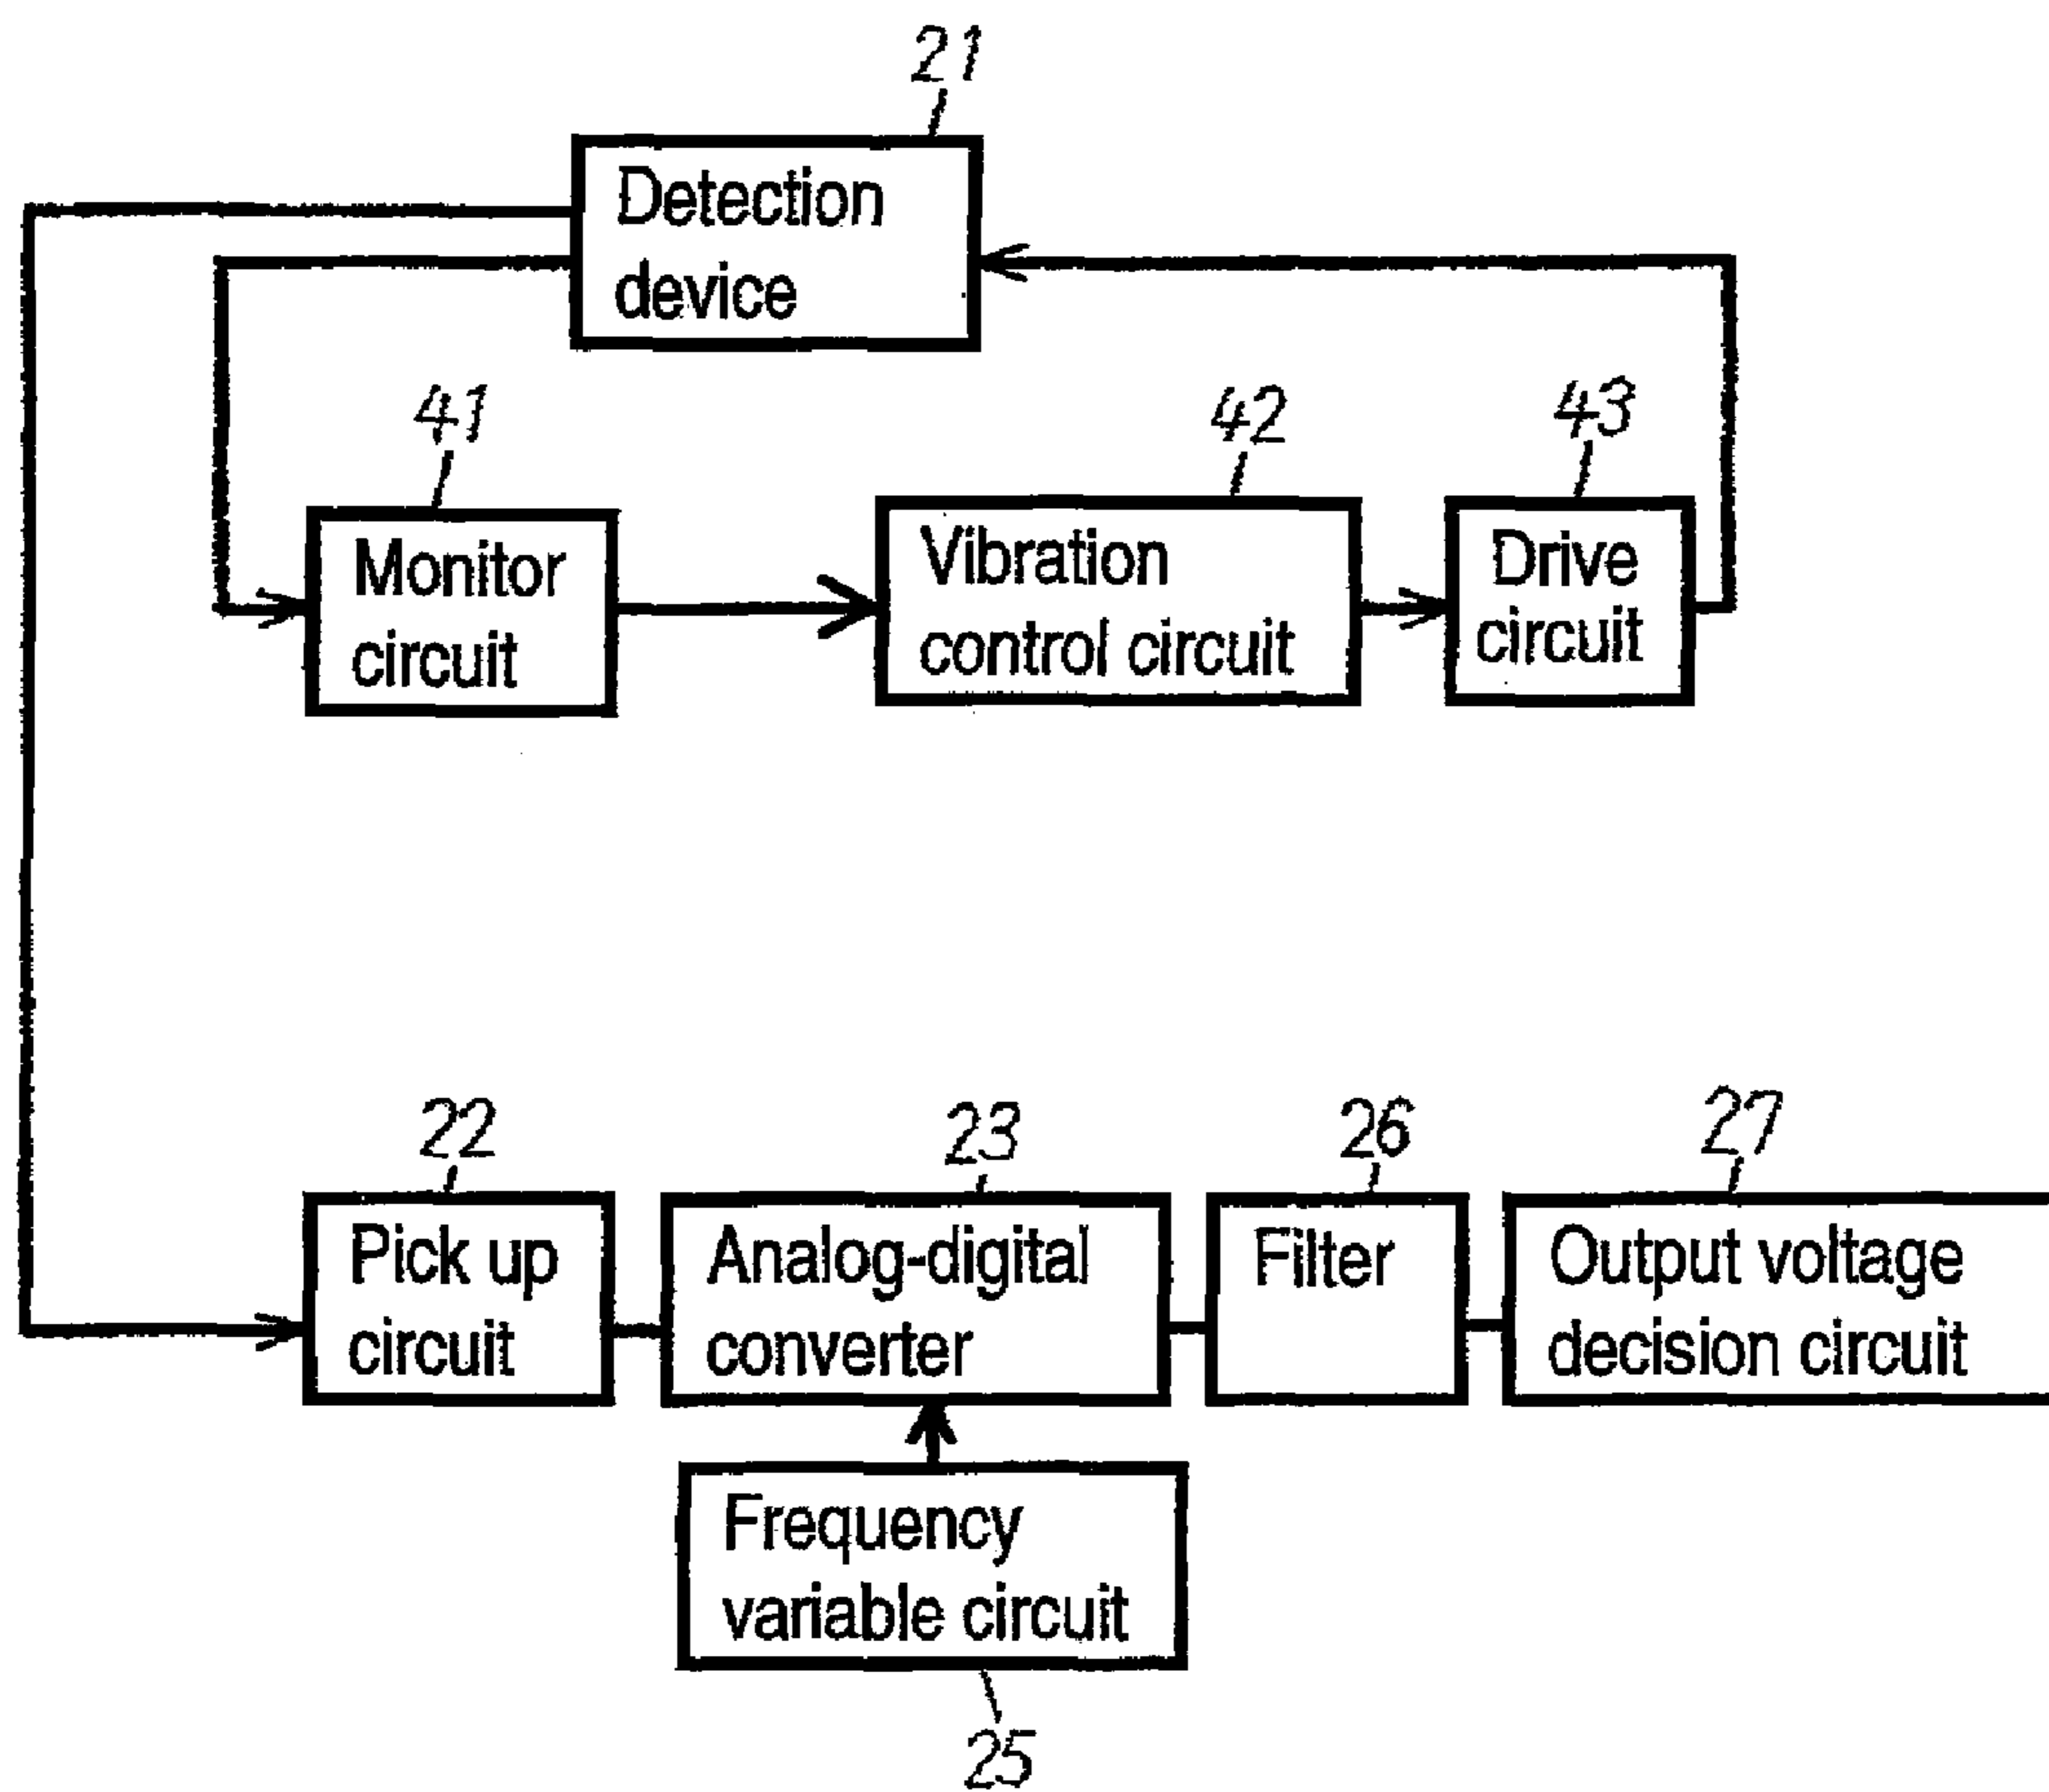 21
Detection
device
41
42
43
Monitor
circuit
Vibration
control circuit
Drive
circuit
22
23
26
27
Pick up
circuit
Analog-digital
converter
Filter
Output voltage
decision circuit
Frequency
variable circuit
25